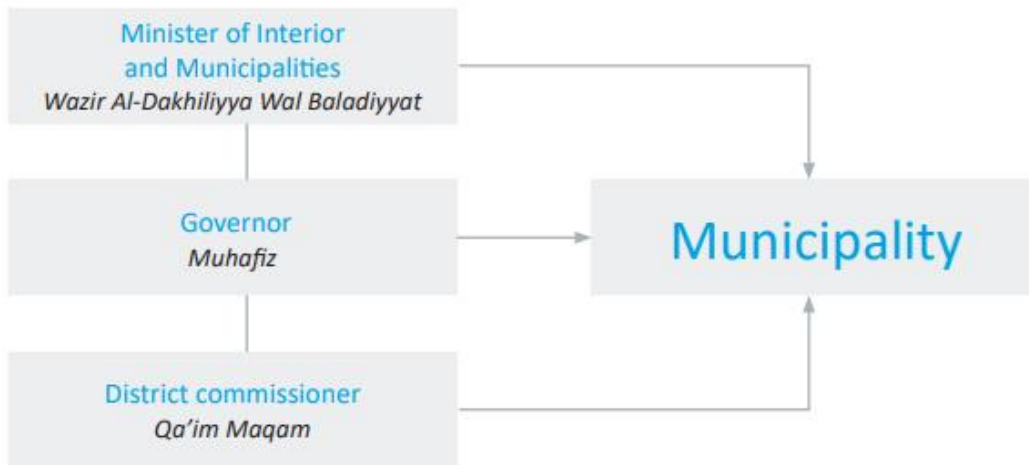 Minister of Interior
and Municipalities
Wazir Al-Dakhiliyya Wal Baladiyyat
Governor
Muhafiz
Municipality
District commissioner
Qa’im Maqam